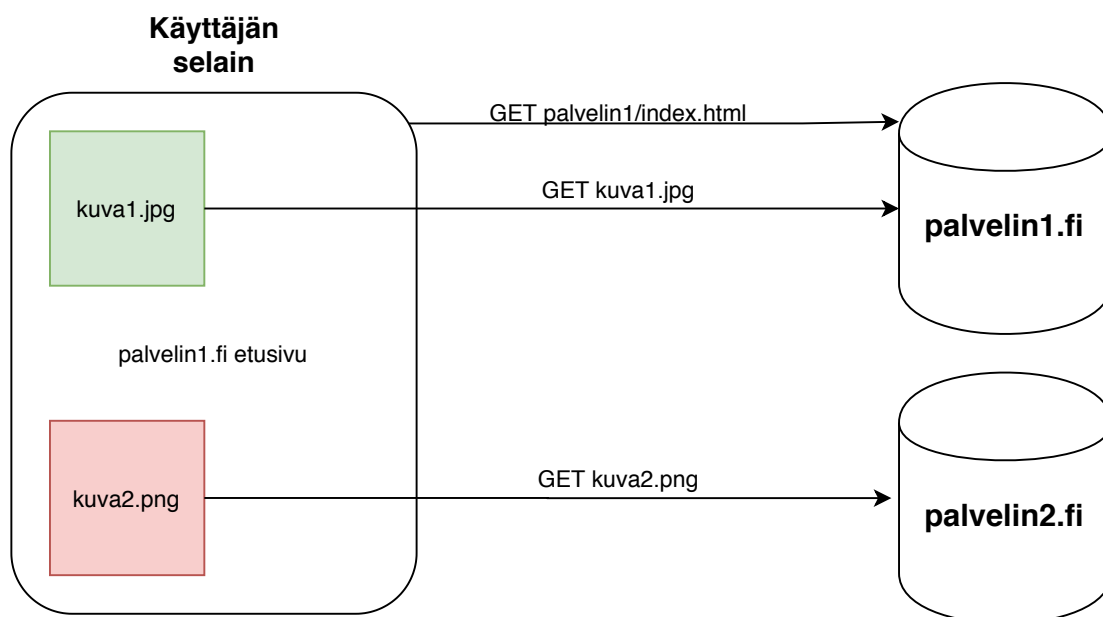 Käyttäjän
selain
GET palvelin1/index.html
kuva1.jpg
GET kuva1.jpg
palvelin1.fi
palvelin1.fi etusivu
kuva2.png
GET kuva2.png
palvelin2.fi